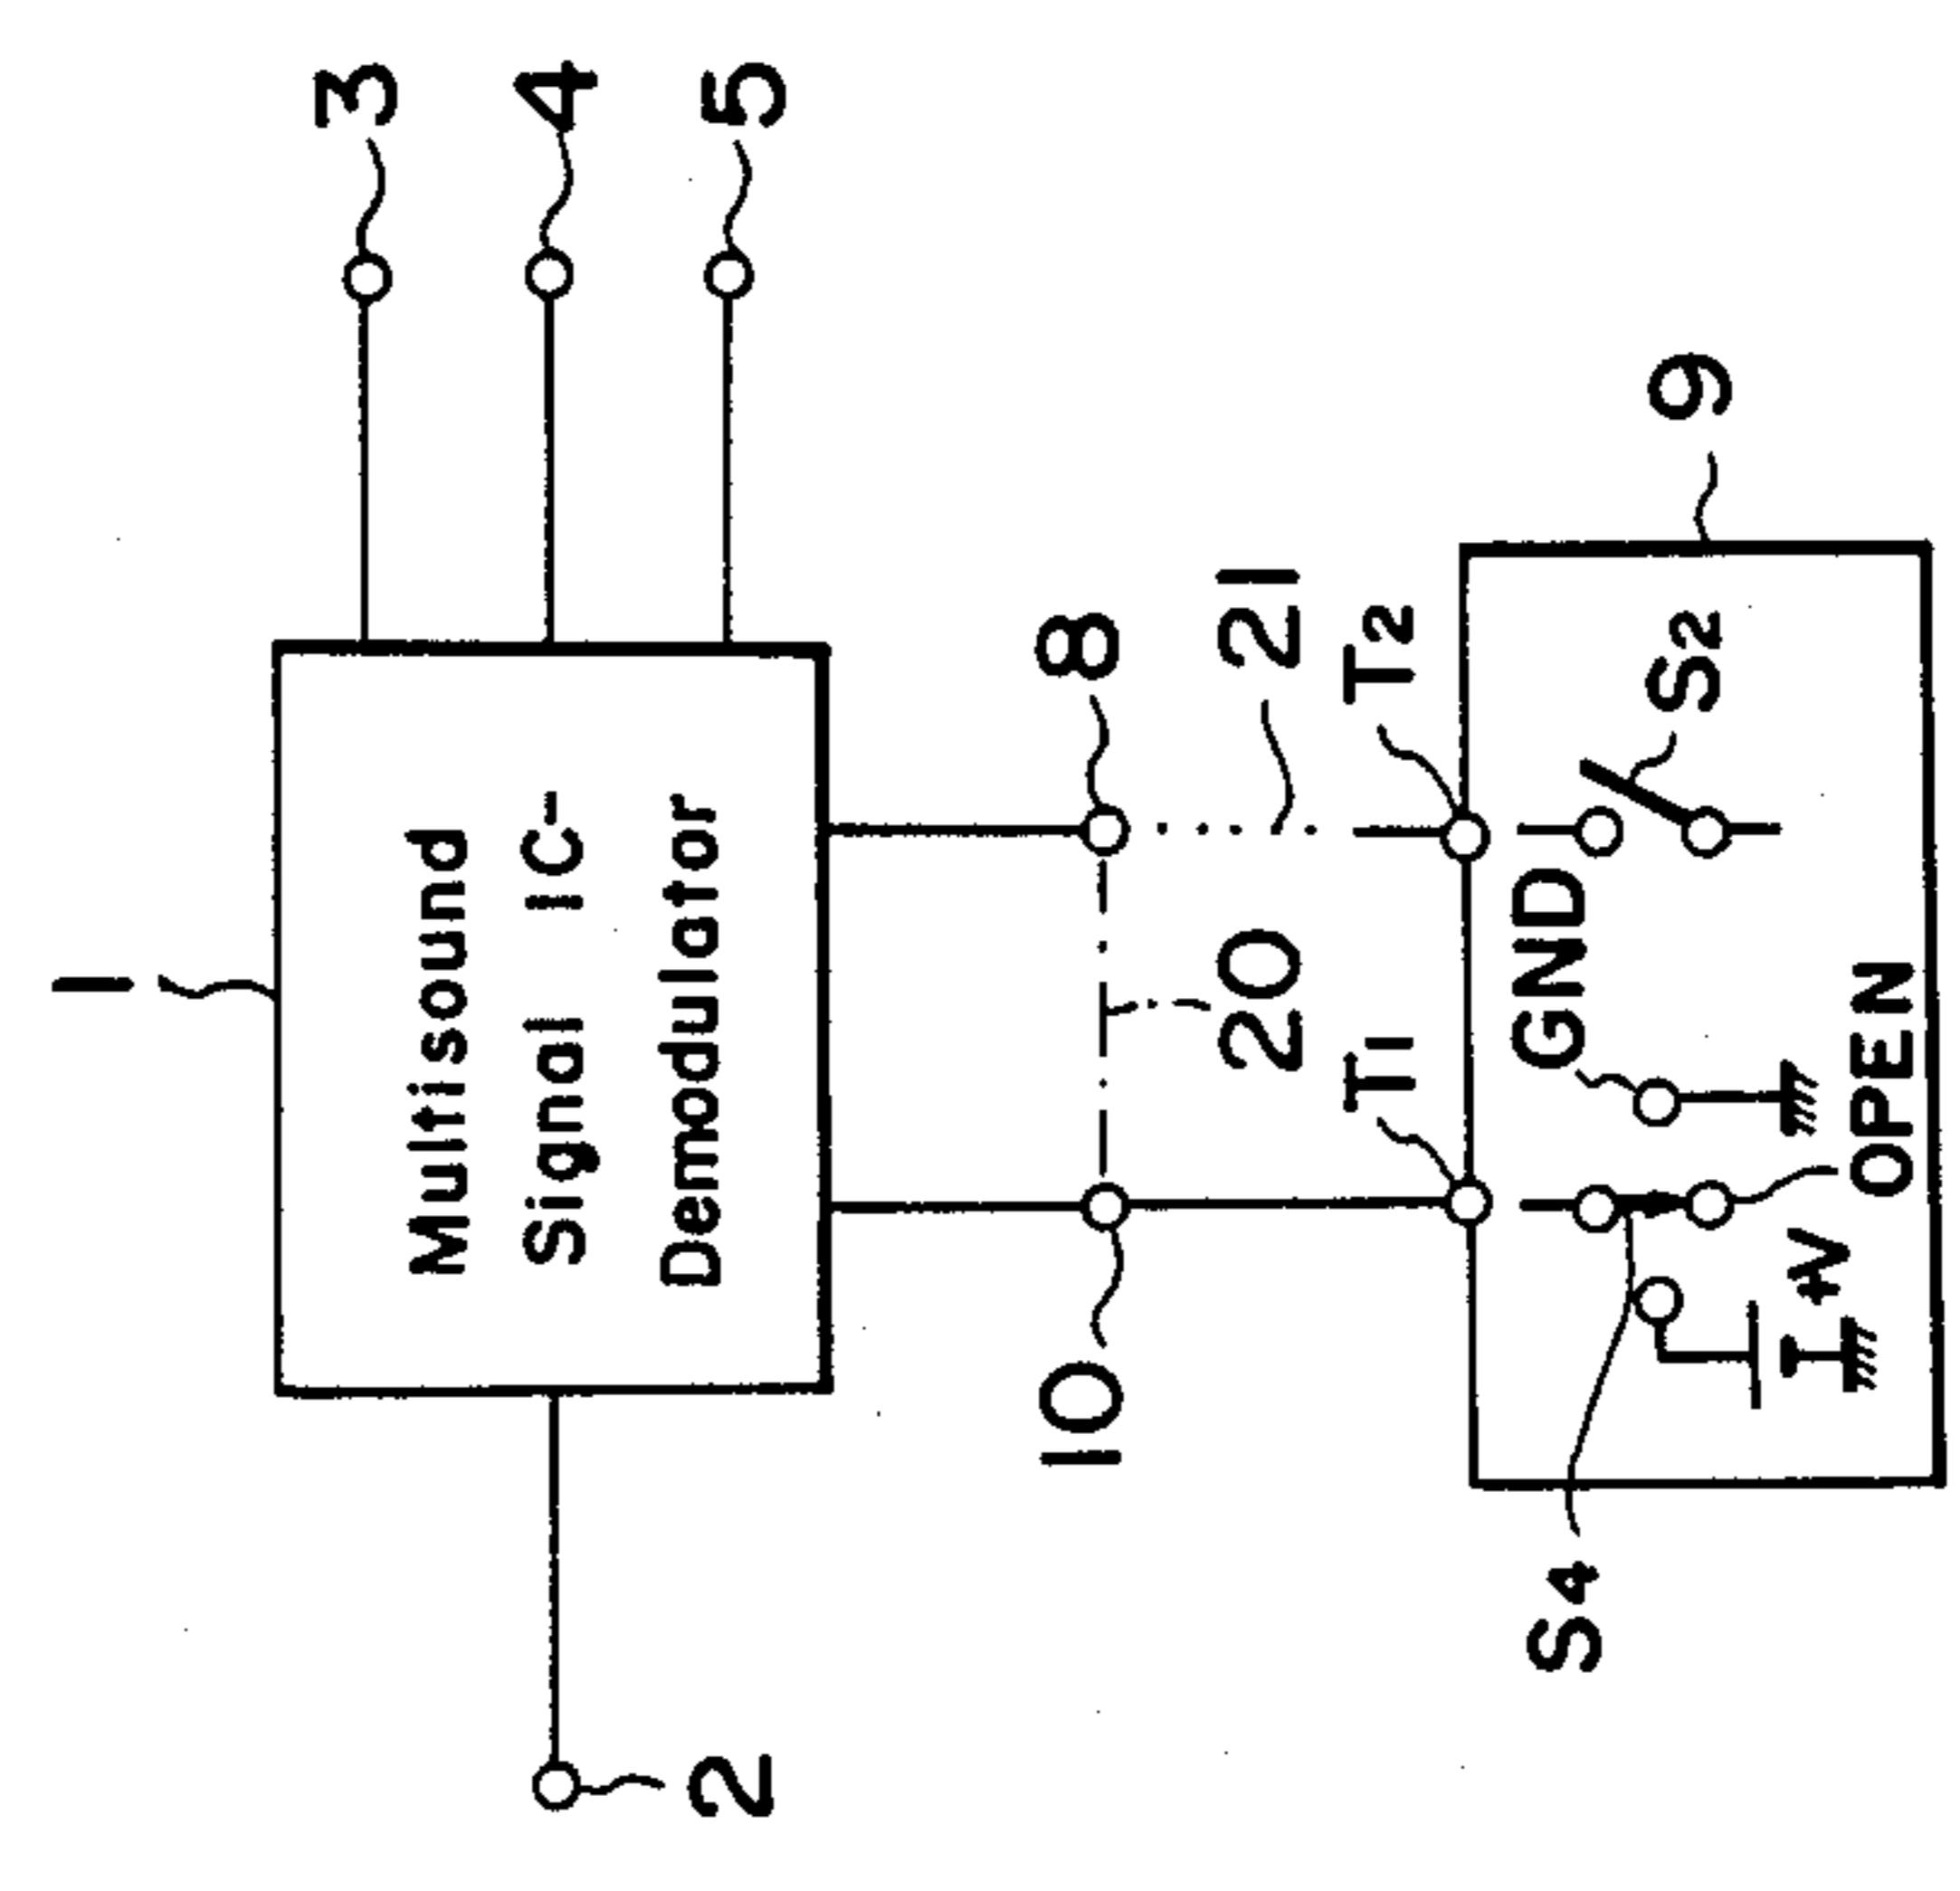 1
3
4
5
Multisound
Signal IC-
Demodulator
2
10
8
20
21
T1
T2
S4
GND
S2
+V
OPEN
9